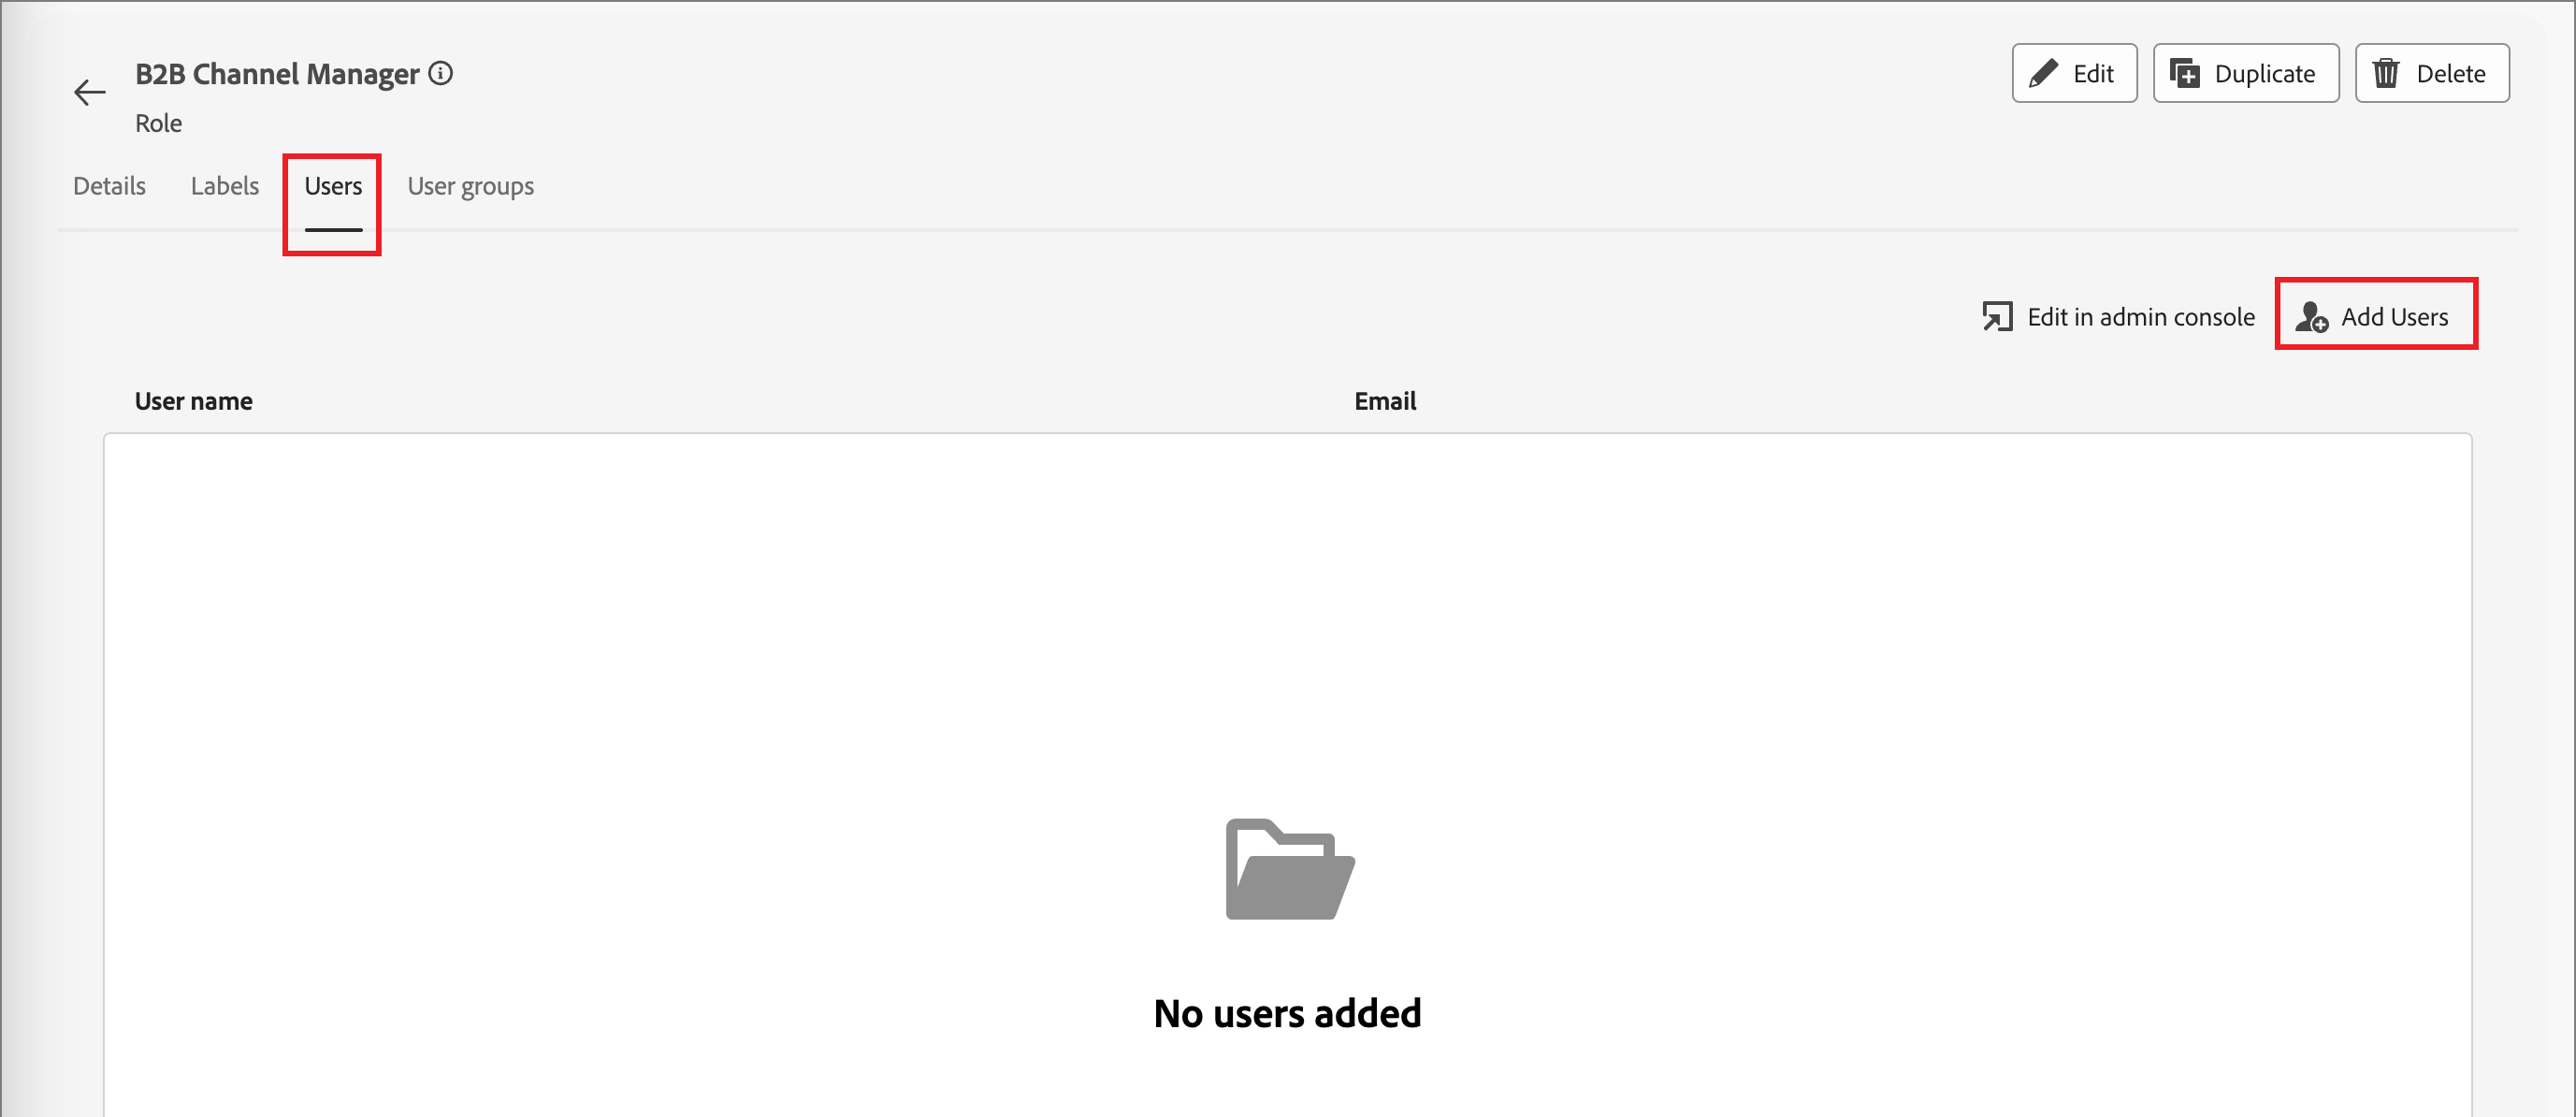 B2B Channel Manager
Role
Edit
Duplicate
Delete
Details
Labels
Users
User groups
Edit in admin console
Add Users
User name
Email
No users added